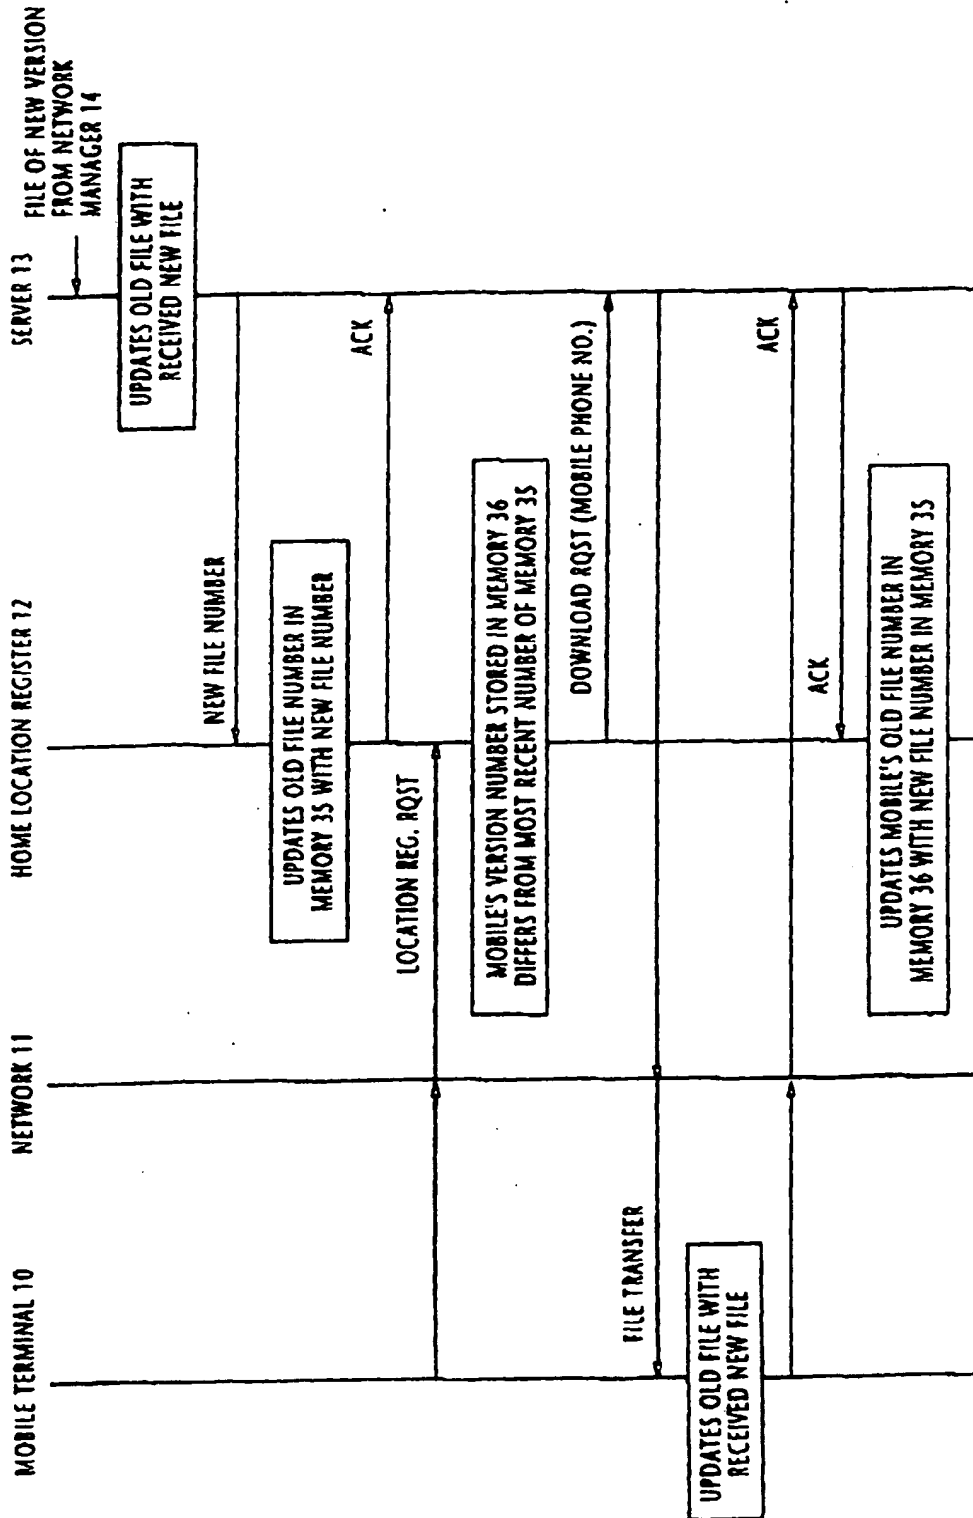 MOBILE TERMINAL 10
NETWORK 11
HOME LOCATION REGISTER 12
SERVER 13
FILE OF NEW VERSION
FROM NETWORK
MANAGER 14
UPDATES OLD FILE WITH
RECEIVED NEW FILE
NEW FILE NUMBER
UPDATES OLD FILE NUMBER IN
MEMORY 35 WITH NEW FILE NUMBER
ACK
LOCATION REG. RQST
MOBILE'S VERSION NUMBER STORED IN MEMORY 36
DIFFERS FROM MOST RECENT NUMBER OF MEMORY 35
DOWNLOAD RQST (MOBILE PHONE NO.)
FILE TRANSFER
UPDATES OLD FILE WITH
RECEIVED NEW FILE
ACK
ACK
UPDATES MOBILE'S OLD FILE NUMBER IN
MEMORY 36 WITH NEW FILE NUMBER IN MEMORY 35